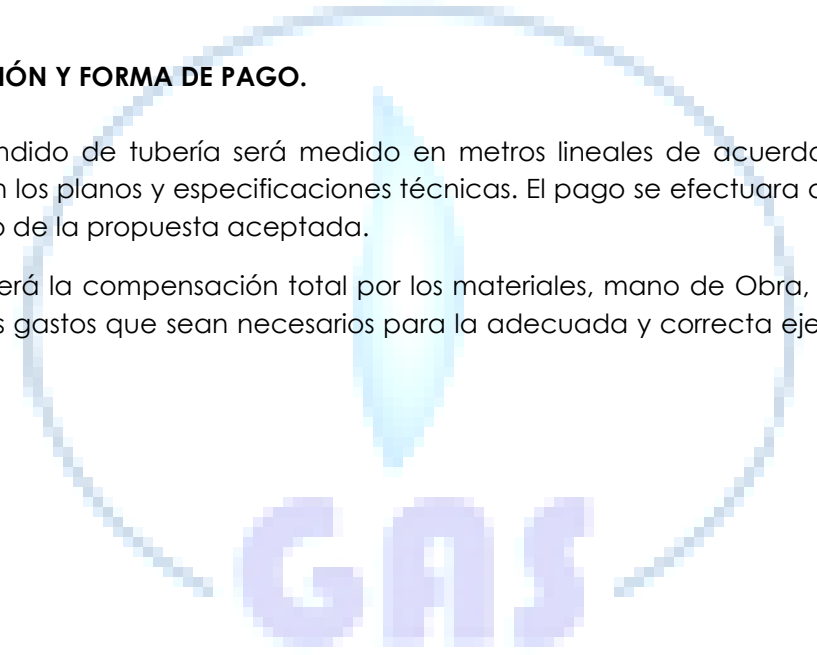 IÓN Y FORMA DE PAGO.
ndido de tubería será medido en metros lineales de acuerdo
n los planos y especificaciones técnicas. El pago se efectuara
o de la propuesta aceptada.
erá la compensación total por los materiales, mano de Obra,
s gastos que sean necesarios para la adecuada y correcta eje
GAS